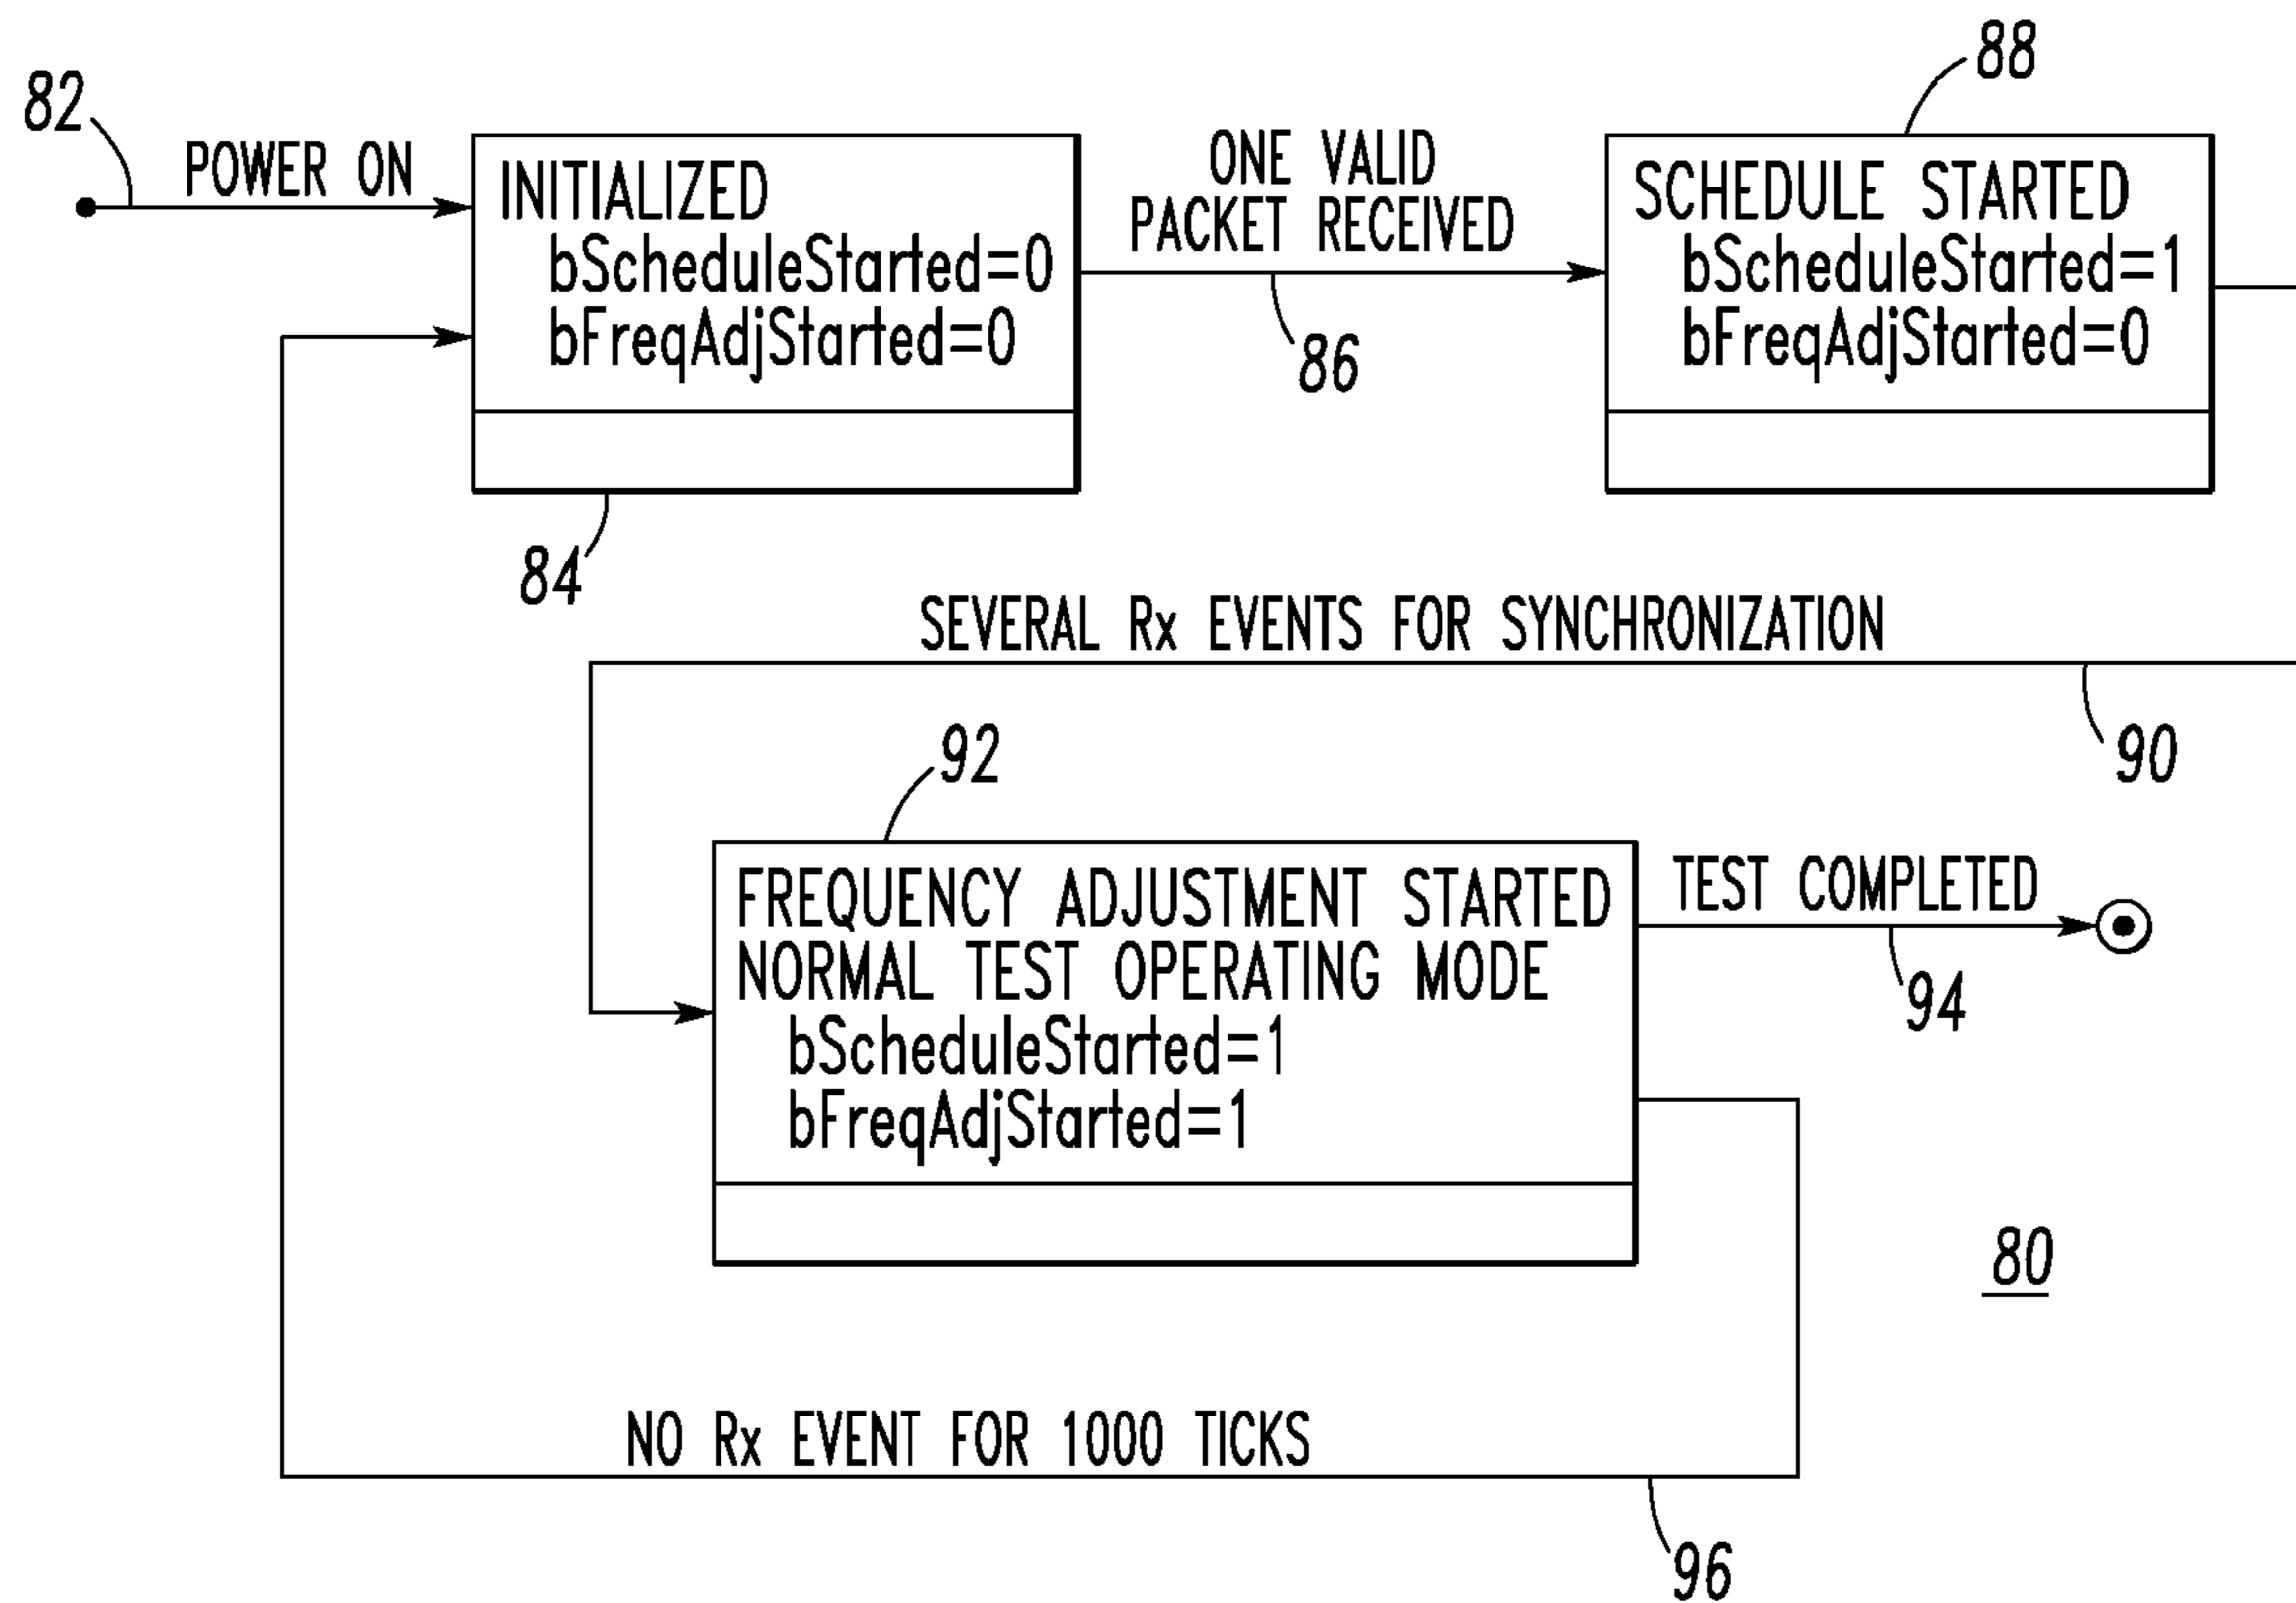 82
POWER ON
INITIALIZED
bScheduleStarted=0
bFreqAdjStarted=0
84
ONE VALID
PACKET RECEIVED
86
88
SCHEDULE STARTED
bScheduleStarted=1
bFreqAdjStarted=0
SEVERAL Rx EVENTS FOR SYNCHRONIZATION
90
92
FREQUENCY ADJUSTMENT STARTED
NORMAL TEST OPERATING MODE
bScheduleStarted=1
bFreqAdjStarted=1
TEST COMPLETED
94
80
NO Rx EVENT FOR 1000 TICKS
96